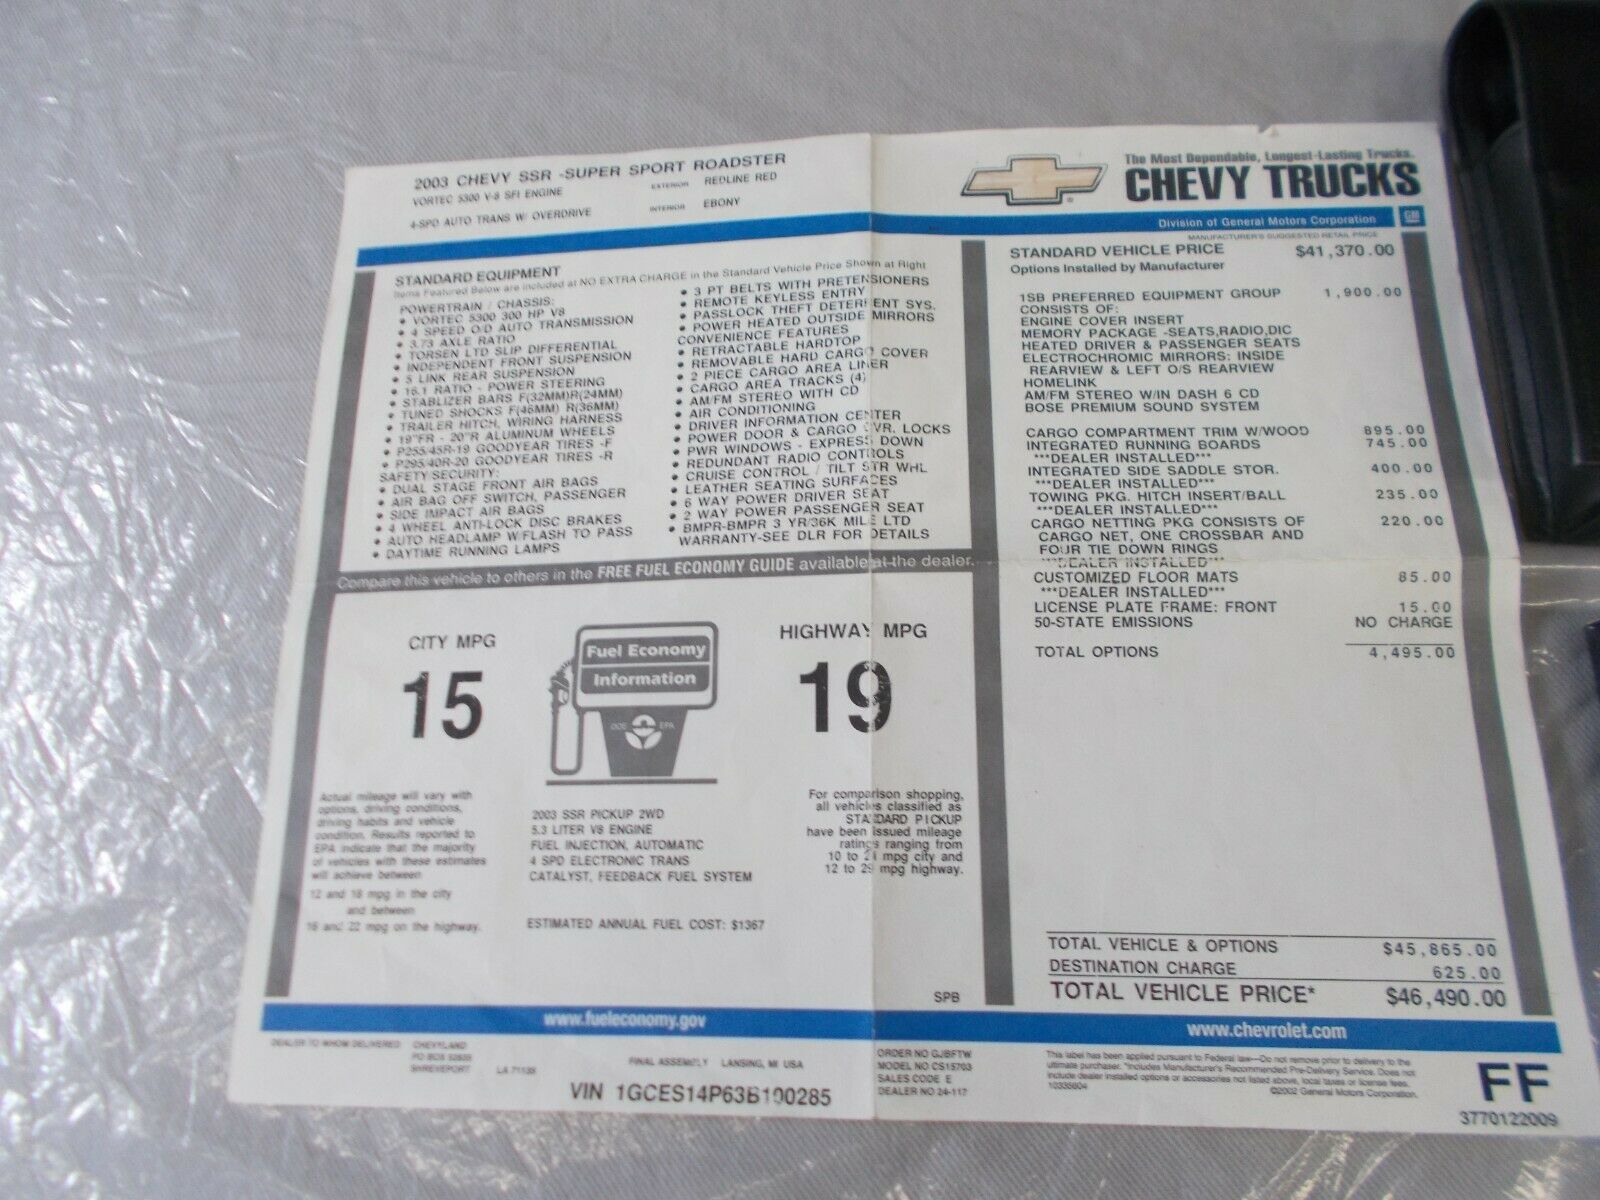 2003 CHEVY SSR -SUPER SPORT ROADSTER
VORTEC 5300 V-8 SFI ENGINE
EXTERIOR REDLINE RED
4-SPD AUTO TRANS W/ OVERDRIVE
INTERIOR EBONY
The Most Dependable, Longest-Lasting Trucks.
CHEVY TRUCKS
Division of General Motors Corporation GM
STANDARD EQUIPMENT
Items Featured Below are included at NO EXTRA CHARGE in the Standard Vehicle Price Shown at Right
POWERTRAIN / CHASSIS:
• VORTEC 5300 300 HP V8
• 4 SPEED O/D AUTO TRANSMISSION
• 3.73 AXLE RATIO
• TORSEN LTD SLIP DIFFERENTIAL
• INDEPENDENT FRONT SUSPENSION
• 5 LINK REAR SUSPENSION
• 16.1 RATIO - POWER STEERING
• STABLIZER BARS F(32MM)R(24MM)
• TUNED SHOCKS F(46MM) R(36MM)
• TRAILER HITCH, WIRING HARNESS
• 19"FR - 20"R ALUMINUM WHEELS
• P255/45R-19 GOODYEAR TIRES -F
• P295/40R-20 GOODYEAR TIRES -R
SAFETY/SECURITY:
• DUAL STAGE FRONT AIR BAGS
• AIR BAG OFF SWITCH, PASSENGER
• SIDE IMPACT AIR BAGS
• 4 WHEEL ANTI-LOCK DISC BRAKES
• AUTO HEADLAMP W/FLASH TO PASS
• DAYTIME RUNNING LAMPS
• 3 PT BELTS WITH PRETENSIONERS
• REMOTE KEYLESS ENTRY
• PASSLOCK THEFT DETERRENT SYS.
• POWER HEATED OUTSIDE MIRRORS
CONVENIENCE FEATURES
• RETRACTABLE HARDTOP
• REMOVABLE HARD CARGO COVER
• 2 PIECE CARGO AREA LINER
• CARGO AREA TRACKS (4)
• AM/FM STEREO WITH CD
• AIR CONDITIONING
• DRIVER INFORMATION CENTER
• POWER DOOR & CARGO CVR. LOCKS
• PWR WINDOWS - EXPRESS DOWN
• REDUNDANT RADIO CONTROLS
• CRUISE CONTROL / TILT STR WHL
• LEATHER SEATING SURFACES
• 6 WAY POWER DRIVER SEAT
• 2 WAY POWER PASSENGER SEAT
• BMPR-BMPR 3 YR/36K MILE LTD
WARRANTY-SEE DLR FOR DETAILS
Compare this vehicle to others in the FREE FUEL ECONOMY GUIDE available at the dealer.
CITY MPG
15
Fuel Economy
Information
DOE EPA
HIGHWAY MPG
19
Actual mileage will vary with
options, driving conditions,
driving habits and vehicle
condition. Results reported to
EPA indicate that the majority
of vehicles with these estimates
will achieve between
12 and 18 mpg in the city
and between
16 and 22 mpg on the highway.
2003 SSR PICKUP 2WD
5.3 LITER V8 ENGINE
FUEL INJECTION, AUTOMATIC
4 SPD ELECTRONIC TRANS
CATALYST, FEEDBACK FUEL SYSTEM
ESTIMATED ANNUAL FUEL COST: $1367
For comparison shopping,
all vehicles classified as
STANDARD PICKUP
have been issued mileage
ratings ranging from
10 to 21 mpg city and
12 to 29 mpg highway.
SPB
MANUFACTURER'S SUGGESTED RETAIL PRICE
STANDARD VEHICLE PRICE $41,370.00
Options Installed by Manufacturer
1SB PREFERRED EQUIPMENT GROUP 1,900.00
CONSISTS OF:
ENGINE COVER INSERT
MEMORY PACKAGE -SEATS,RADIO,DIC
HEATED DRIVER & PASSENGER SEATS
ELECTROCHROMIC MIRRORS: INSIDE
REARVIEW & LEFT O/S REARVIEW
HOMELINK
AM/FM STEREO W/IN DASH 6 CD
BOSE PREMIUM SOUND SYSTEM
CARGO COMPARTMENT TRIM W/WOOD 895.00
INTEGRATED RUNNING BOARDS 745.00
***DEALER INSTALLED***
INTEGRATED SIDE SADDLE STOR. 400.00
***DEALER INSTALLED***
TOWING PKG. HITCH INSERT/BALL 235.00
***DEALER INSTALLED***
CARGO NETTING PKG CONSISTS OF 220.00
CARGO NET, ONE CROSSBAR AND
FOUR TIE DOWN RINGS
***DEALER INSTALLED***
CUSTOMIZED FLOOR MATS 85.00
***DEALER INSTALLED***
LICENSE PLATE FRAME: FRONT 15.00
50-STATE EMISSIONS NO CHARGE
TOTAL OPTIONS 4,495.00
TOTAL VEHICLE & OPTIONS $45,865.00
DESTINATION CHARGE 625.00
TOTAL VEHICLE PRICE* $46,490.00
www.fueleconomy.gov
www.chevrolet.com
DEALER TO WHOM DELIVERED CHEVYLAND
PO BOX 52805
SHREVEPORT LA 71135
FINAL ASSEMBLY LANSING, MI USA
VIN 1GCES14P63B100285
ORDER NO GJBFTW
MODEL NO CS15703
SALES CODE E
DEALER NO 24-117
This label has been applied pursuant to Federal law—Do not remove prior to delivery to the
ultimate purchaser. *Includes Manufacturer's Recommended Pre-Delivery Service. Does not
include dealer installed options or accessories not listed above, local taxes or license fees.
10335804 ©2002 General Motors Corporation.
FF
3770122009